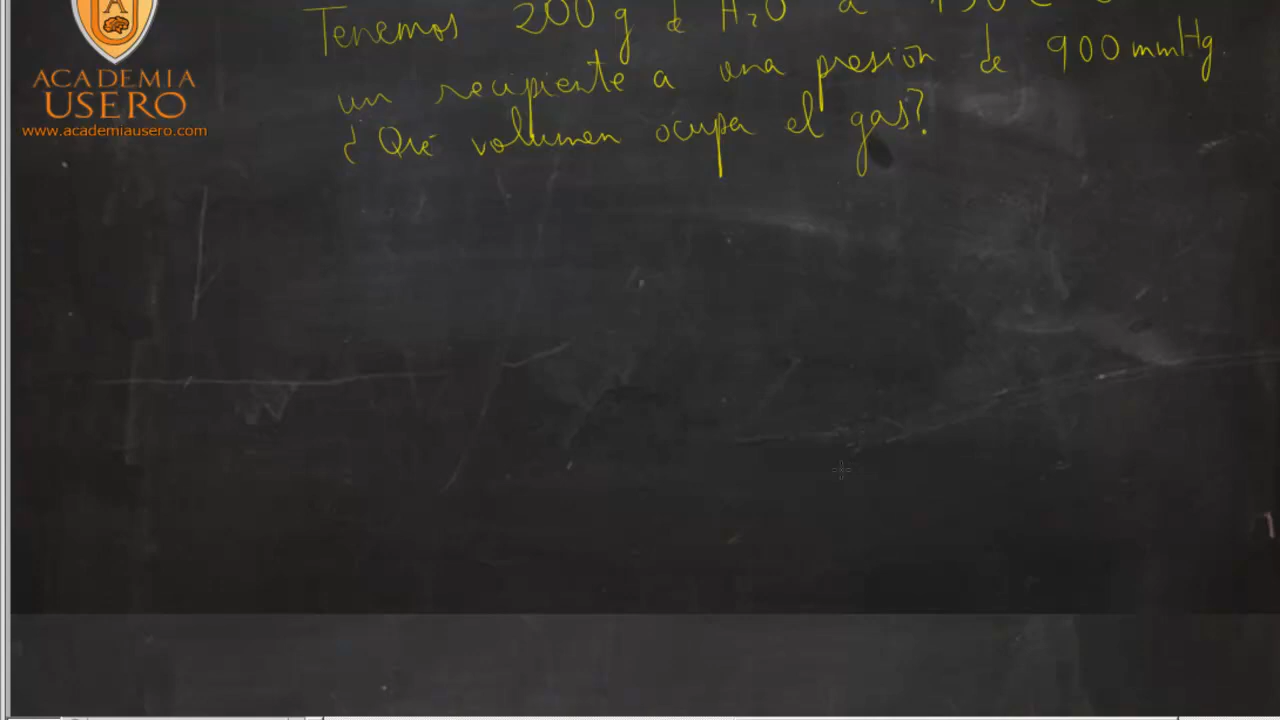 A
ACADEMIA
USERO
www.academiausero.com
Tenemos 200 g de H₂O a
un recipiente a una presión de 900 mmHg.
¿Qué volumen ocupa el gas?